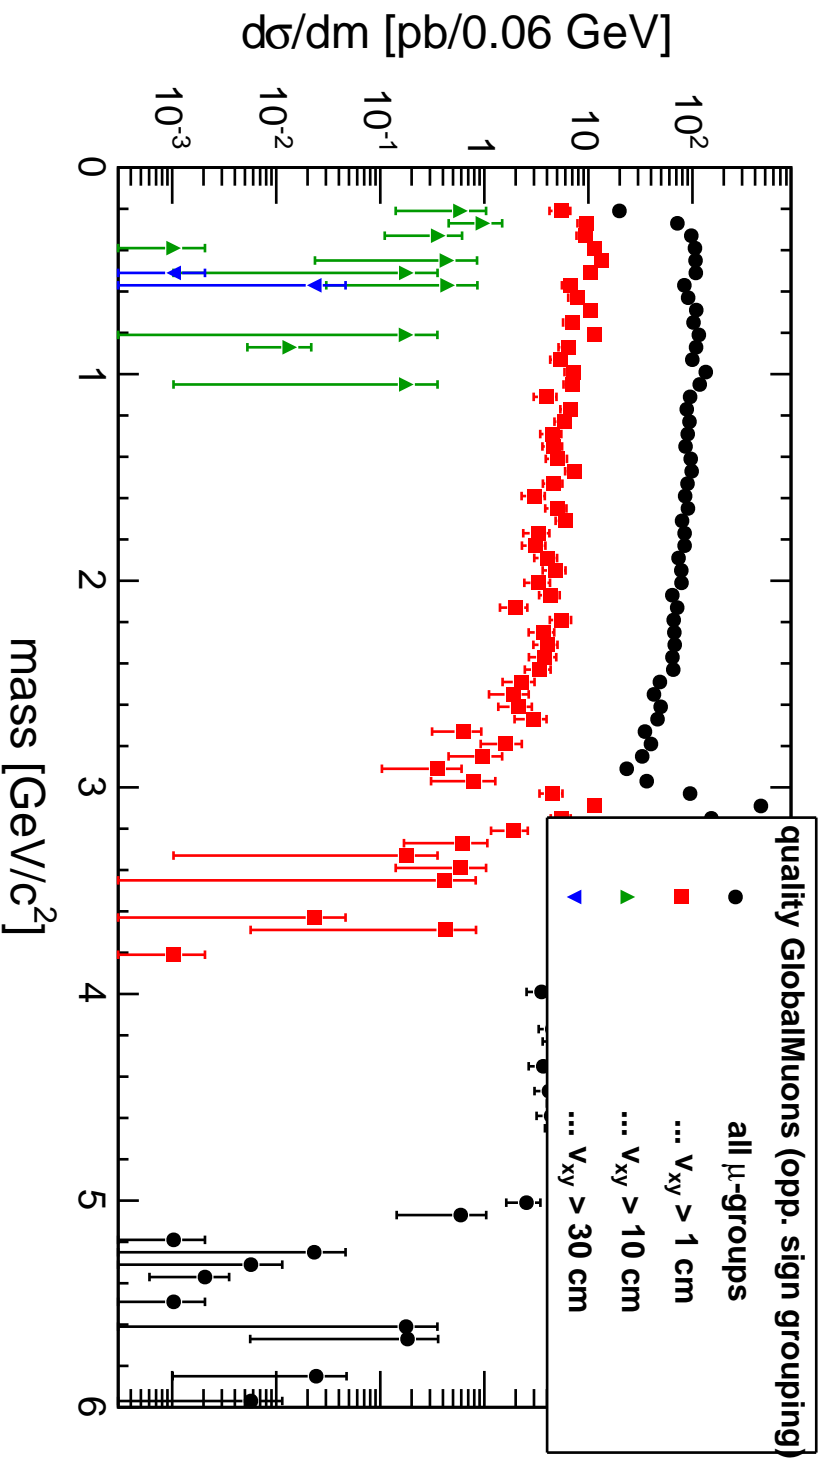 dσ/dm [pb/0.06 GeV]
10²
10
1
10⁻¹
10⁻²
10⁻³
0 1 2 3 4 5 6
mass [GeV/c²]
quality GlobalMuons (opp. sign grouping)
all μ-groups
... v_xy > 1 cm
... v_xy > 10 cm
... v_xy > 30 cm